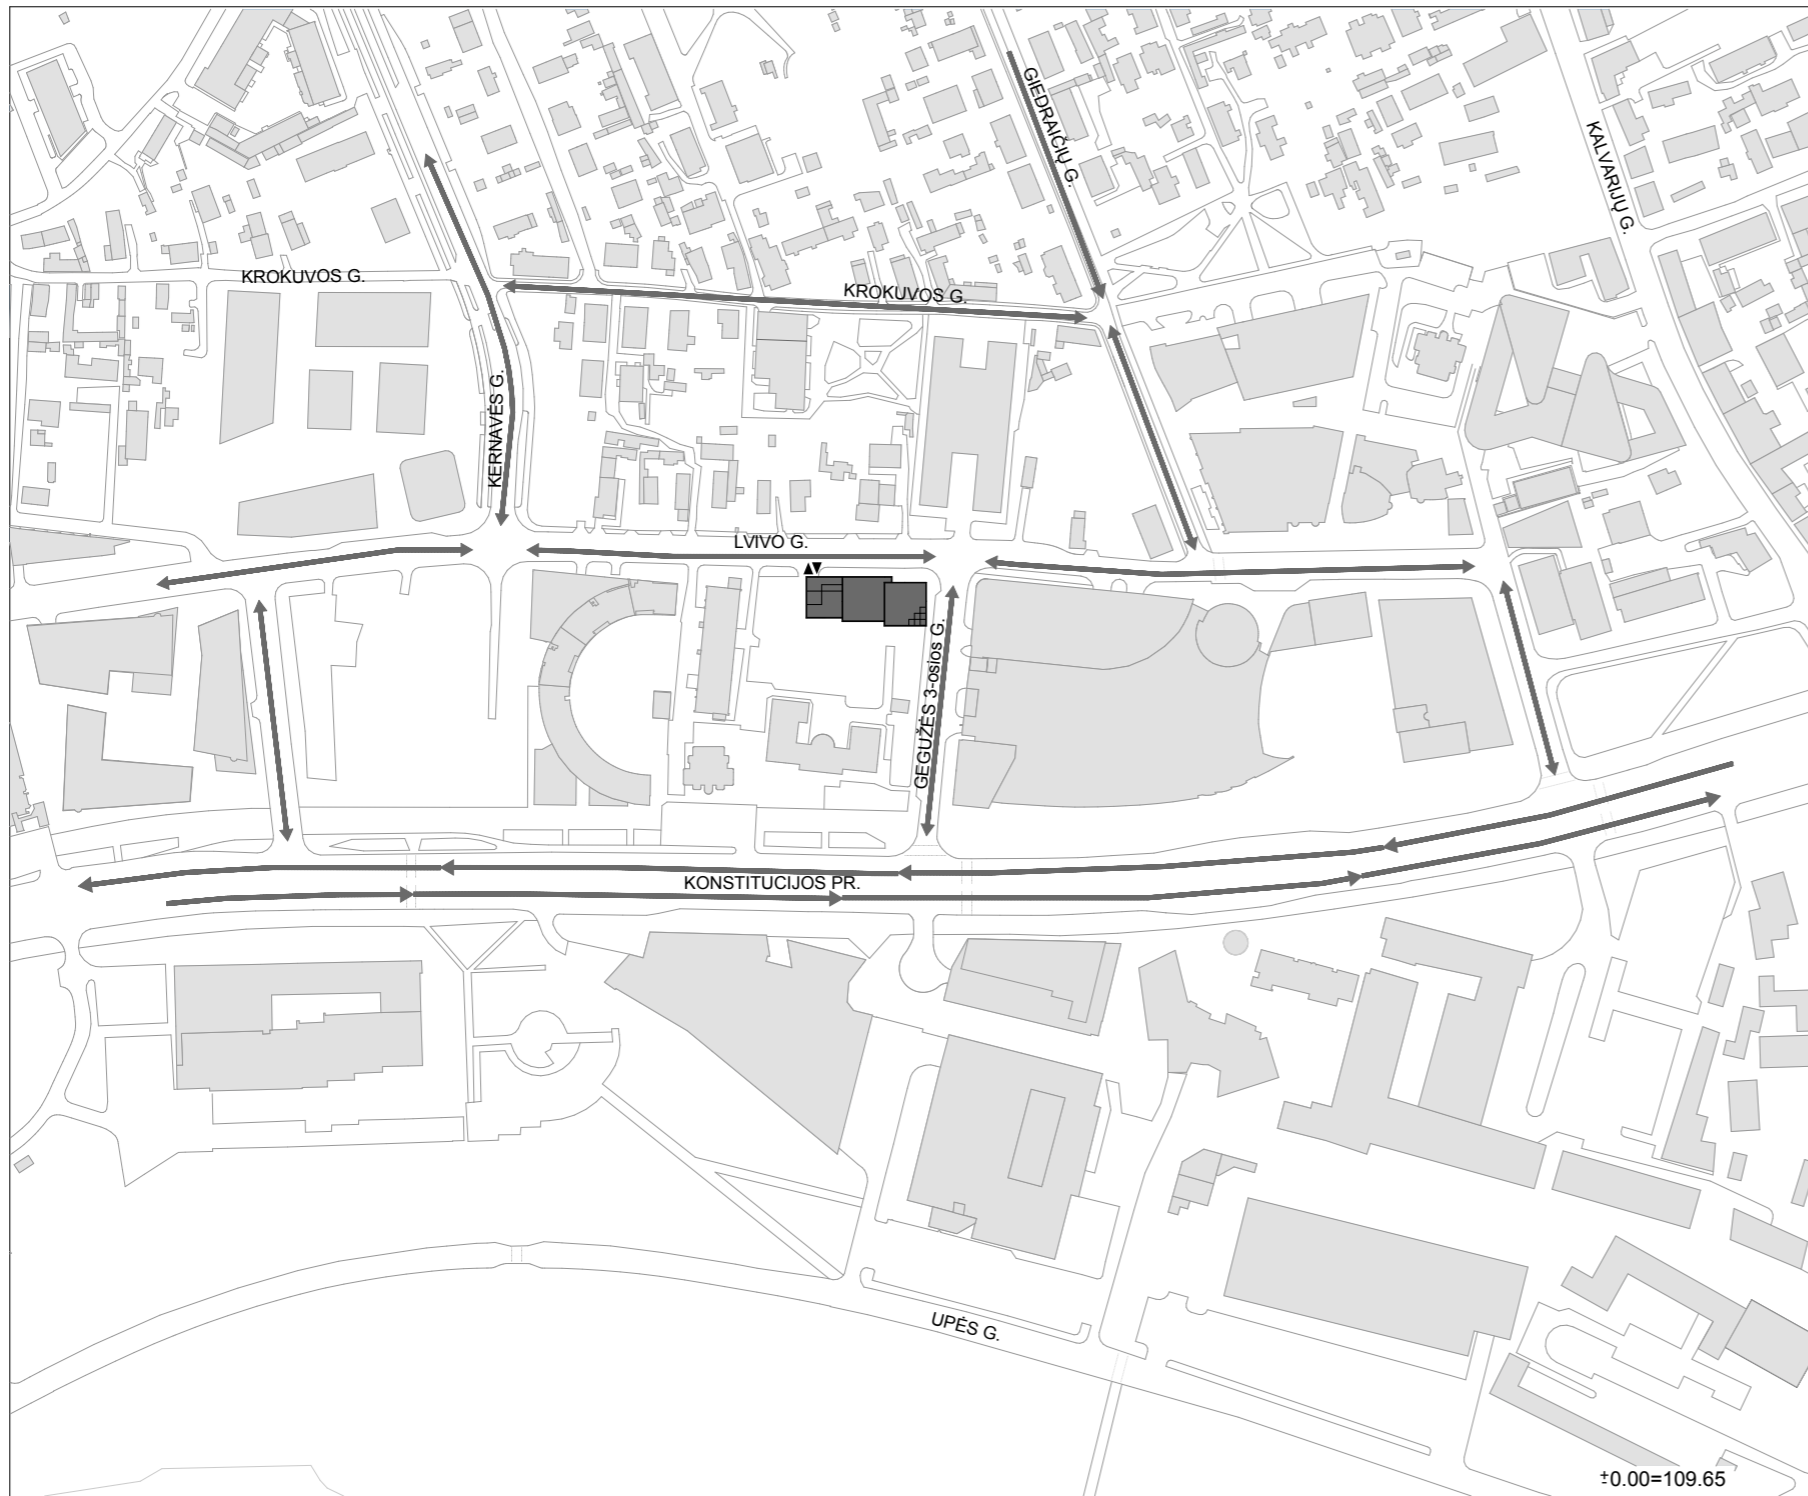 GIEDRAIČIŲ G.
KALVARIJŲ G.
KROKUVOS G.
KROKUVOS G.
KERNAVĖS G.
LVIVO G.
GEGUŽĖS 3-osios G.
KONSTITUCIJOS PR.
UPĖS G.
±0.00=109.65